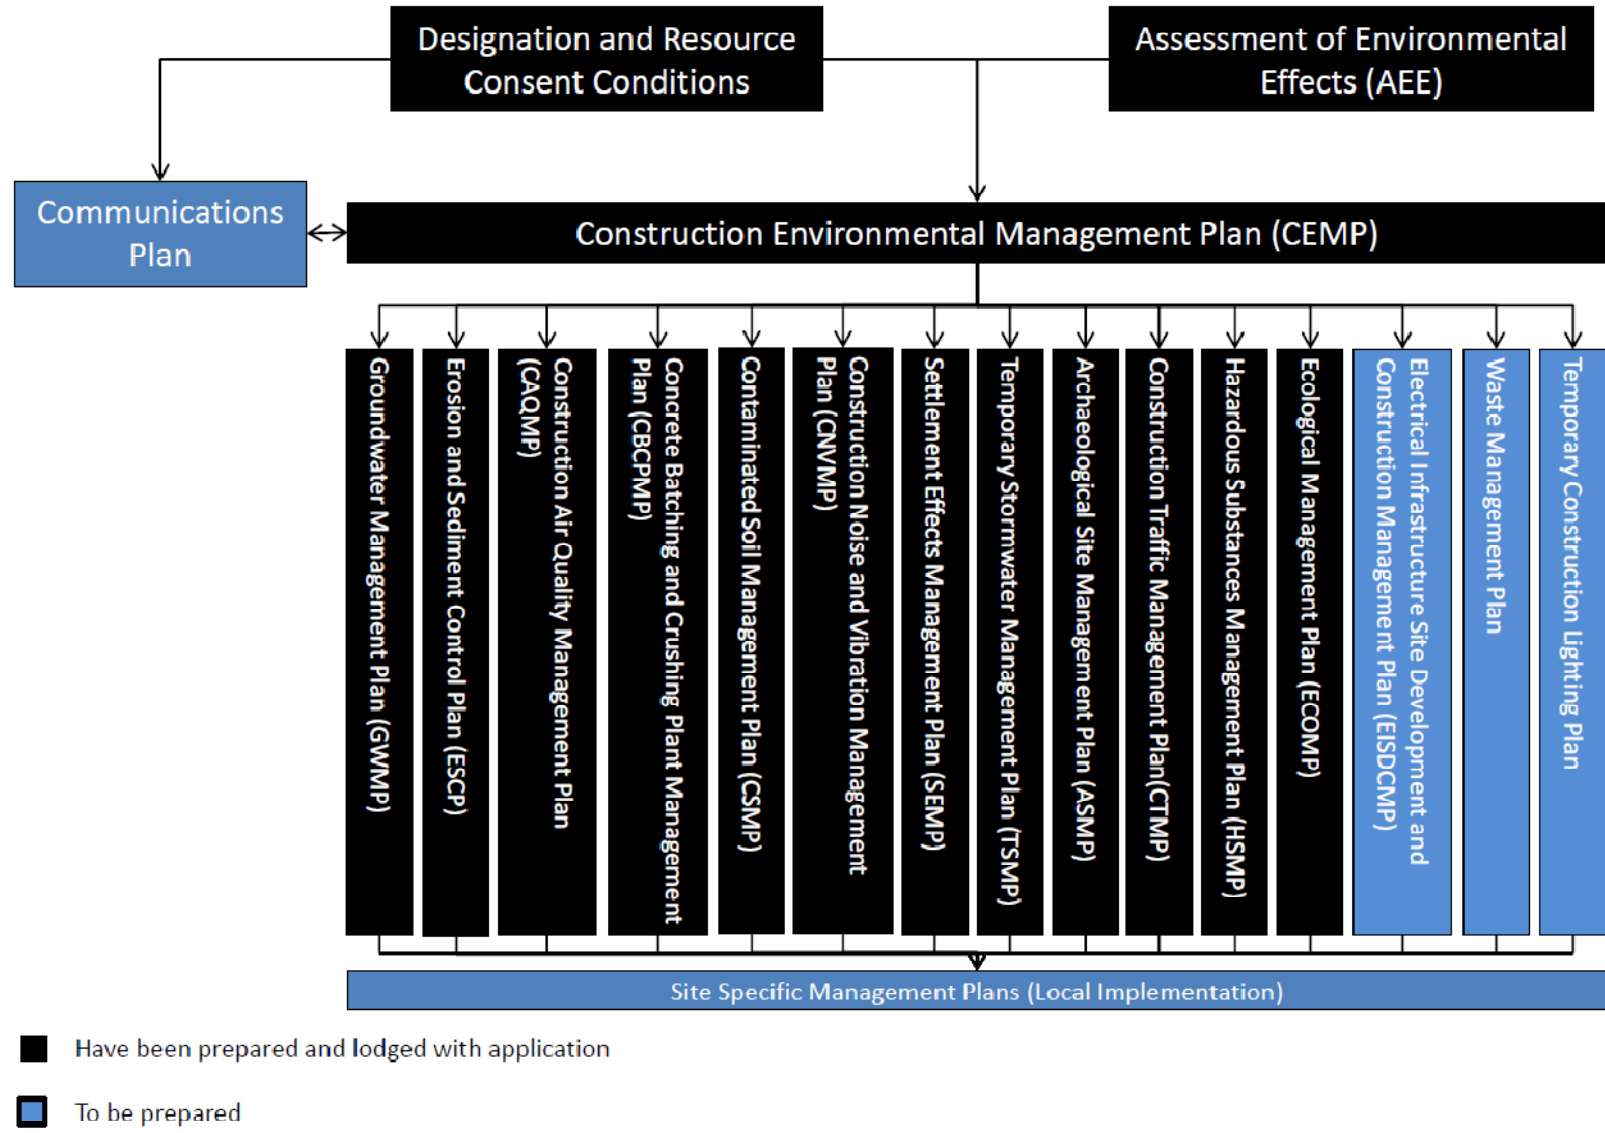 Designation and Resource
Consent Conditions
Assessment of Environmental
Effects (AEE)
Communications
Plan
Construction Environmental Management Plan (CEMP)
Groundwater Management Plan (GWMP)
Erosion and Sediment Control Plan (ESCP)
Construction Air Quality Management Plan
(CAQMP)
Concrete Batching and Crushing Plant Management
Plan (CBCPMP)
Contaminated Soil Management Plan (CSMP)
Construction Noise and Vibration Management
Plan (CNVMP)
Settlement Effects Management Plan (SEMP)
Temporary Stormwater Management Plan (TSMP)
Archaeological Site Management Plan (ASMP)
Construction Traffic Management Plan(CTMP)
Hazardous Substances Management Plan (HSMP)
Ecological Management Plan (ECOMP)
Electrical Infrastructure Site Development and
Construction Management Plan (EISDCMP)
Waste Management Plan
Temporary Construction Lighting Plan
Site Specific Management Plans (Local Implementation)
Have been prepared and lodged with application
To be prepared